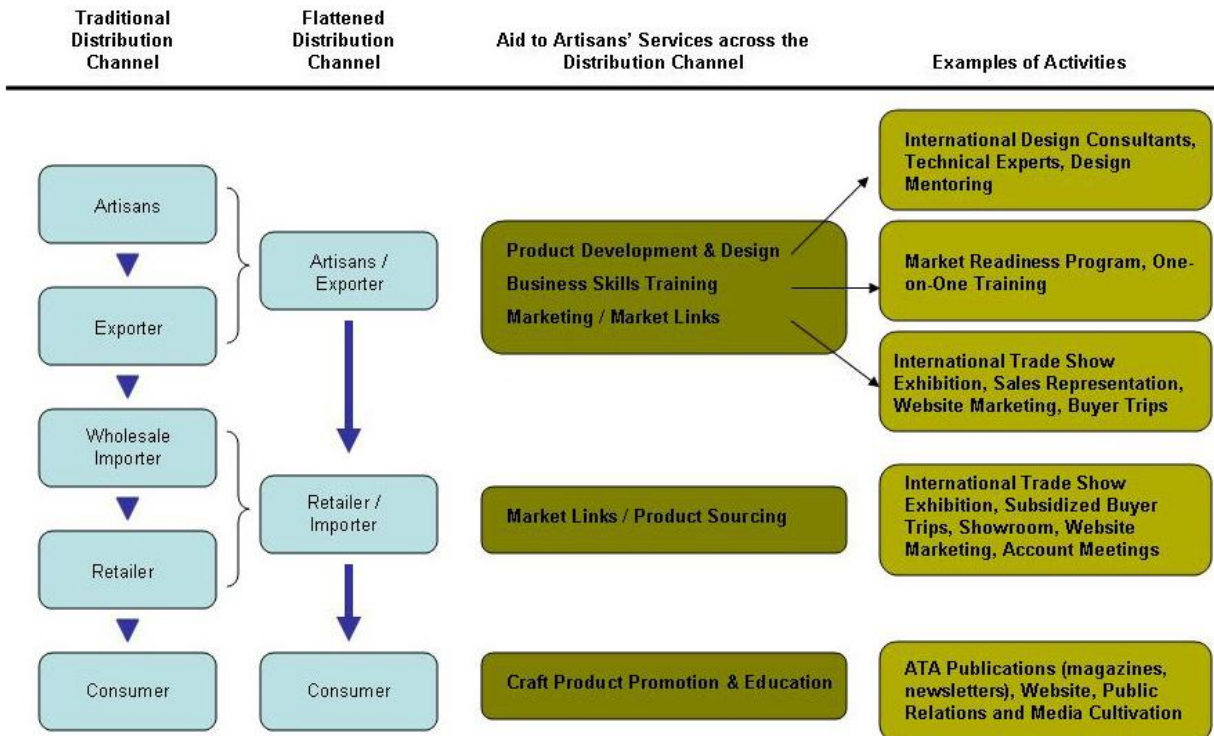 Traditional
Distribution
Channel
Flattened
Distribution
Channel
Aid to Artisans' Services across the
Distribution Channel
Examples of Activities
Artisans
Exporter
Wholesale
Importer
Retailer
Consumer
Artisans /
Exporter
Retailer /
Importer
Consumer
Product Development & Design
Business Skills Training
Marketing / Market Links
Market Links / Product Sourcing
Craft Product Promotion & Education
International Design Consultants,
Technical Experts, Design
Mentoring
Market Readiness Program, One-
on-One Training
International Trade Show
Exhibition, Sales Representation,
Website Marketing, Buyer Trips
International Trade Show
Exhibition, Subsidized Buyer
Trips, Showroom, Website
Marketing, Account Meetings
ATA Publications (magazines,
newsletters), Website, Public
Relations and Media Cultivation